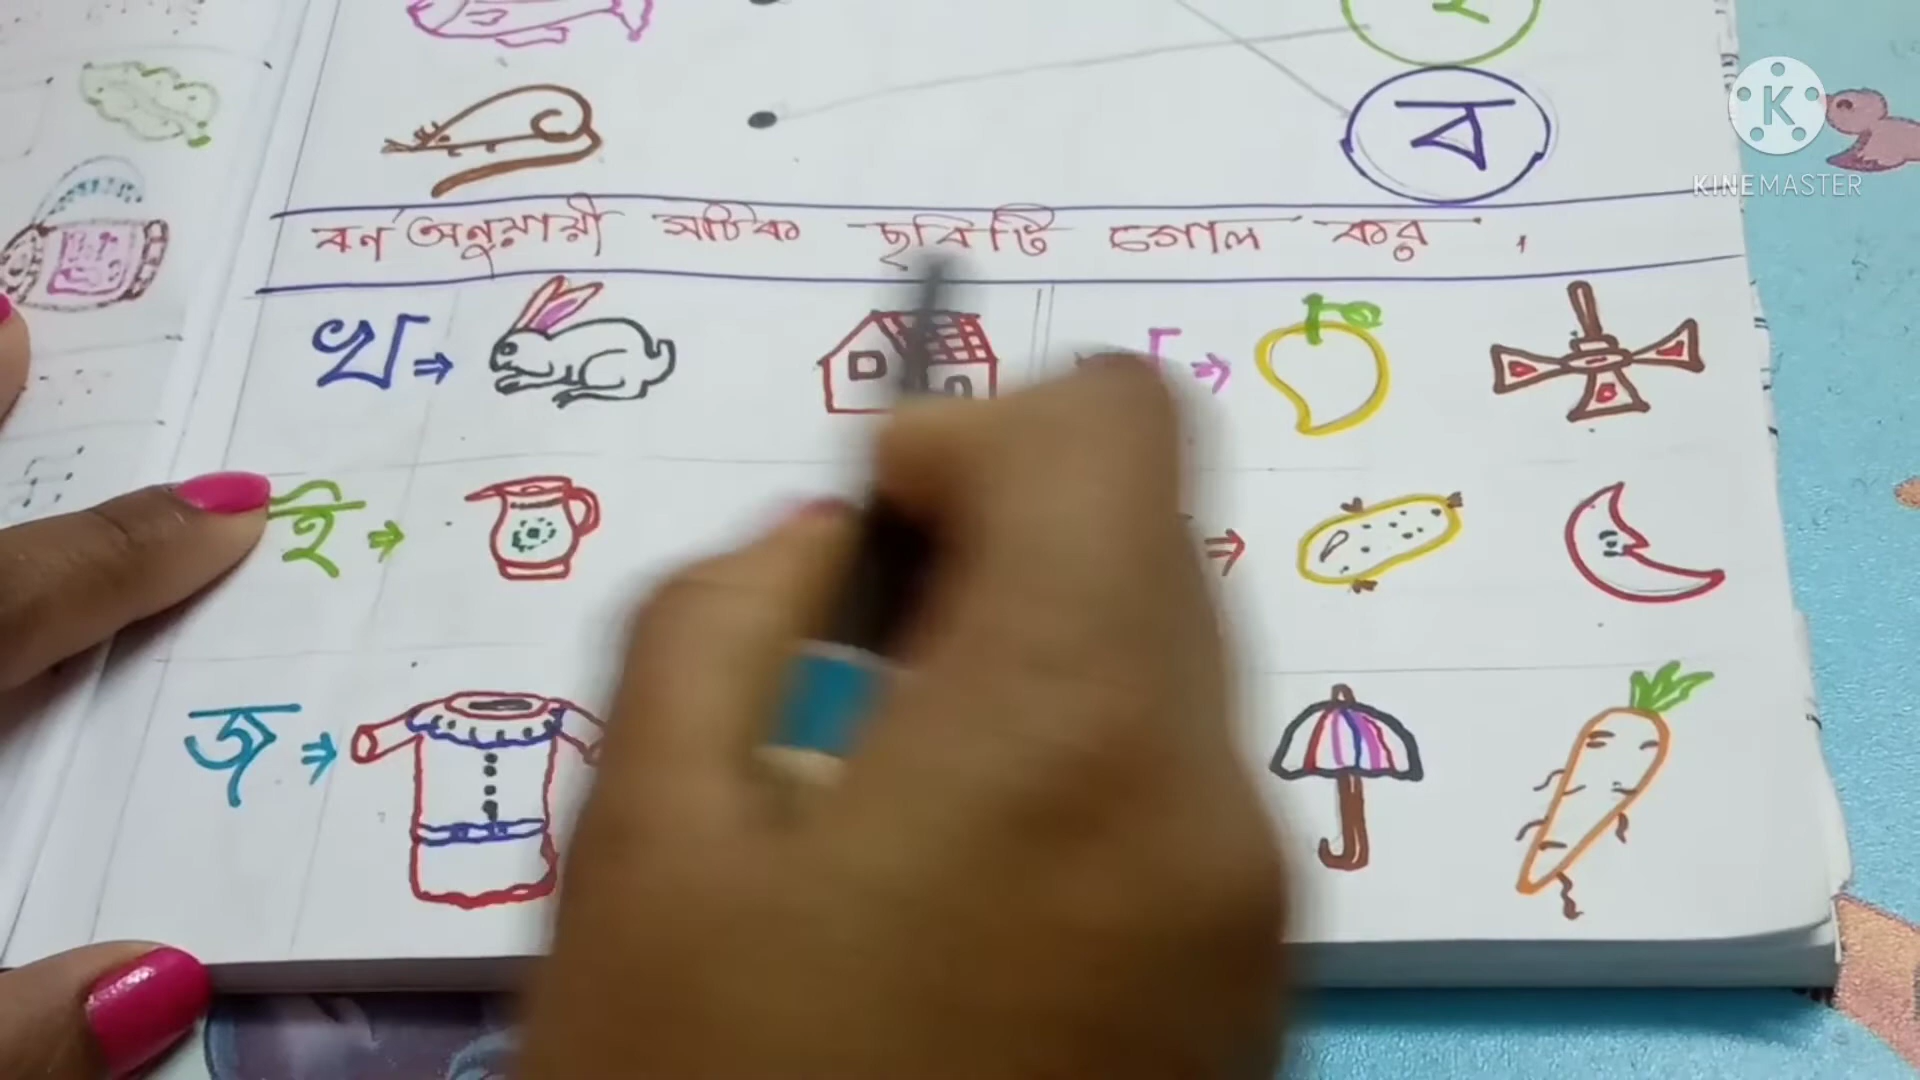 ব
K
KINEMASTER
বর্ণ অনুযায়ী সঠিক ছবিটি গোল কর ।
খ ⇒
ই ⇒
জ ⇒